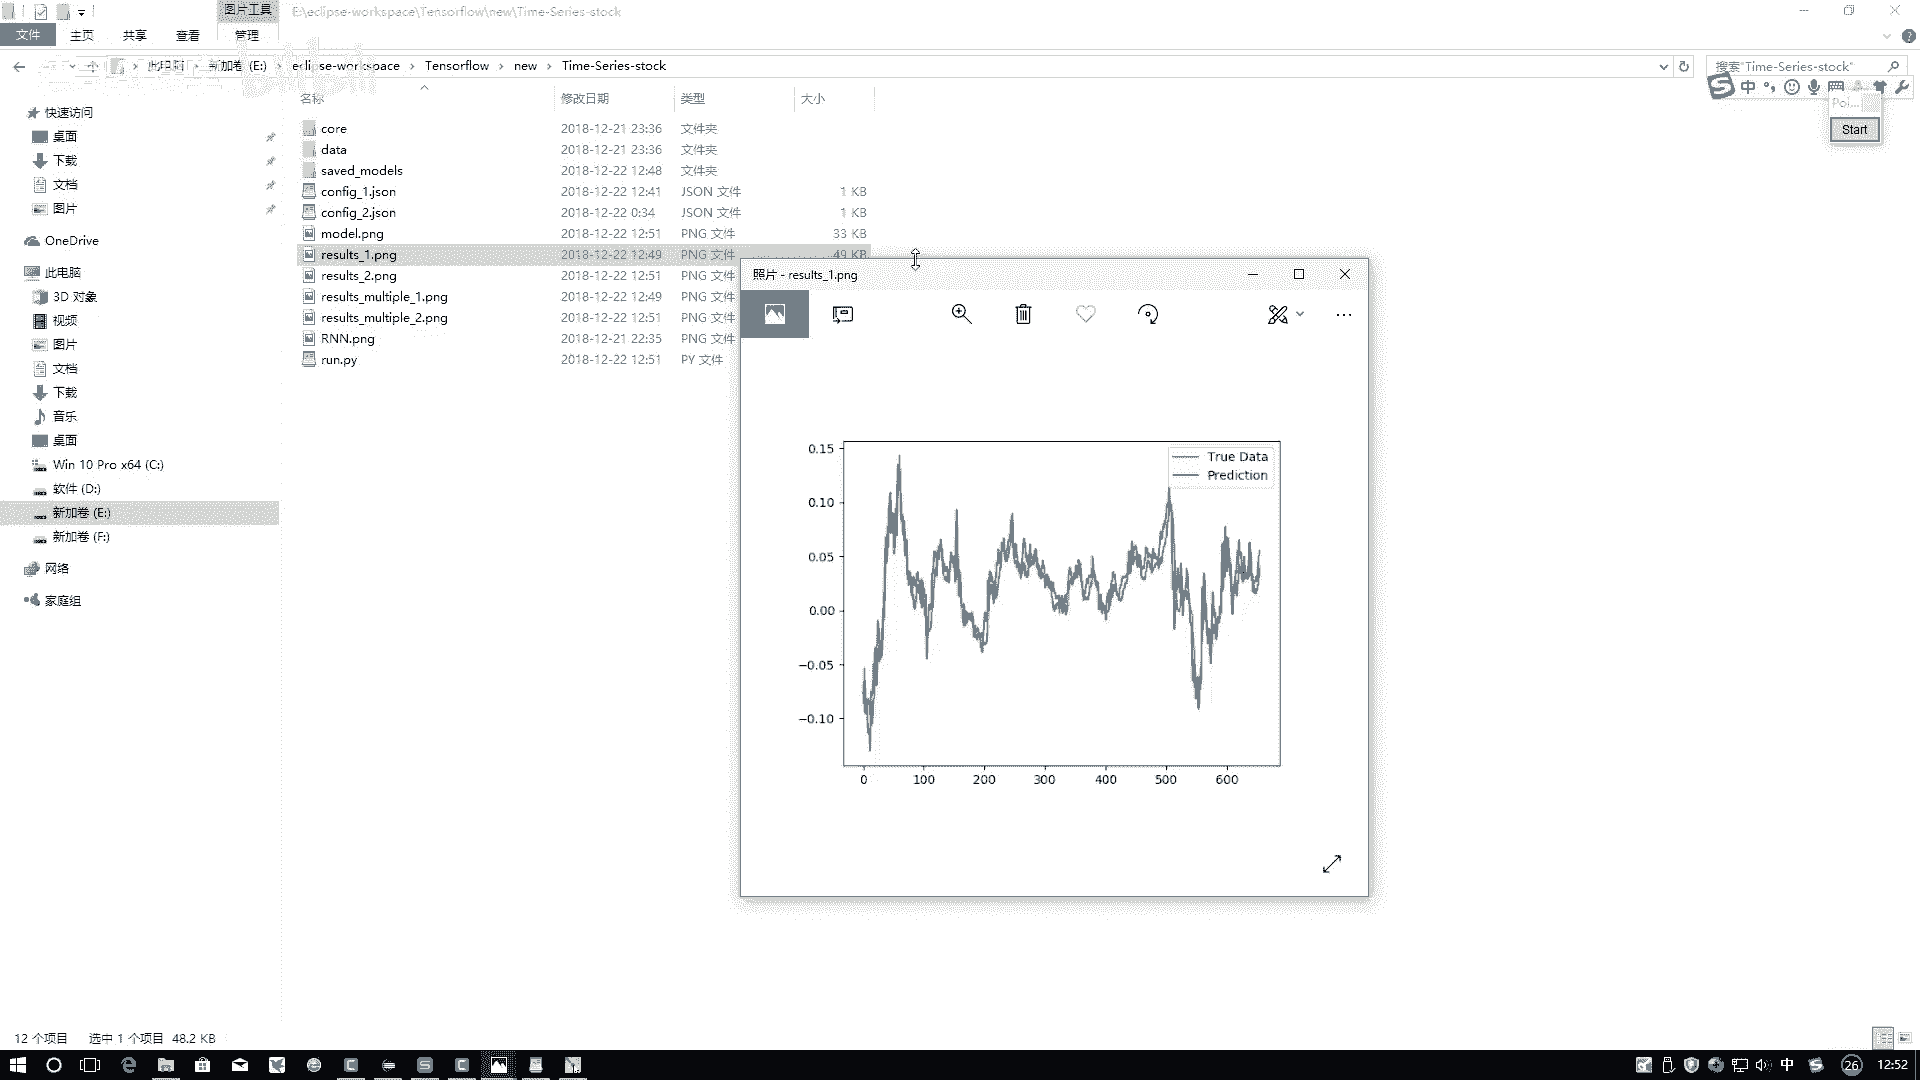 图片工具
E:\eclipse-workspace\Tensorflow\new\Time-Series-stock
文件
主页
共享
查看
管理
此电脑
新加卷 (E:)
eclipse-workspace
Tensorflow
new
Time-Series-stock
搜索"Time-Series-stock"
中
Poi...
Start
名称
修改日期
类型
大小
core 2018-12-21 23:36 文件夹
data 2018-12-21 23:36 文件夹
saved_models 2018-12-22 12:48 文件夹
config_1.json 2018-12-22 12:41 JSON 文件 1 KB
config_2.json 2018-12-22 0:34 JSON 文件 1 KB
model.png 2018-12-22 12:51 PNG 文件 33 KB
results_1.png 2018-12-22 12:49 PNG 文件 49 KB
results_2.png 2018-12-22 12:51 PNG 文件
results_multiple_1.png 2018-12-22 12:49 PNG 文件
results_multiple_2.png 2018-12-22 12:51 PNG 文件
RNN.png 2018-12-21 22:35 PNG 文件
run.py 2018-12-22 12:51 PY 文件
快速访问
桌面
下载
文档
图片
OneDrive
此电脑
3D 对象
视频
图片
文档
下载
音乐
桌面
Win 10 Pro x64 (C:)
软件 (D:)
新加卷 (E:)
新加卷 (F:)
网络
家庭组
照片 - results_1.png
True Data
Prediction
0.15
0.10
0.05
0.00
−0.05
−0.10
0 100 200 300 400 500 600
12 个项目 选中 1 个项目 48.2 KB
中
26
12:52